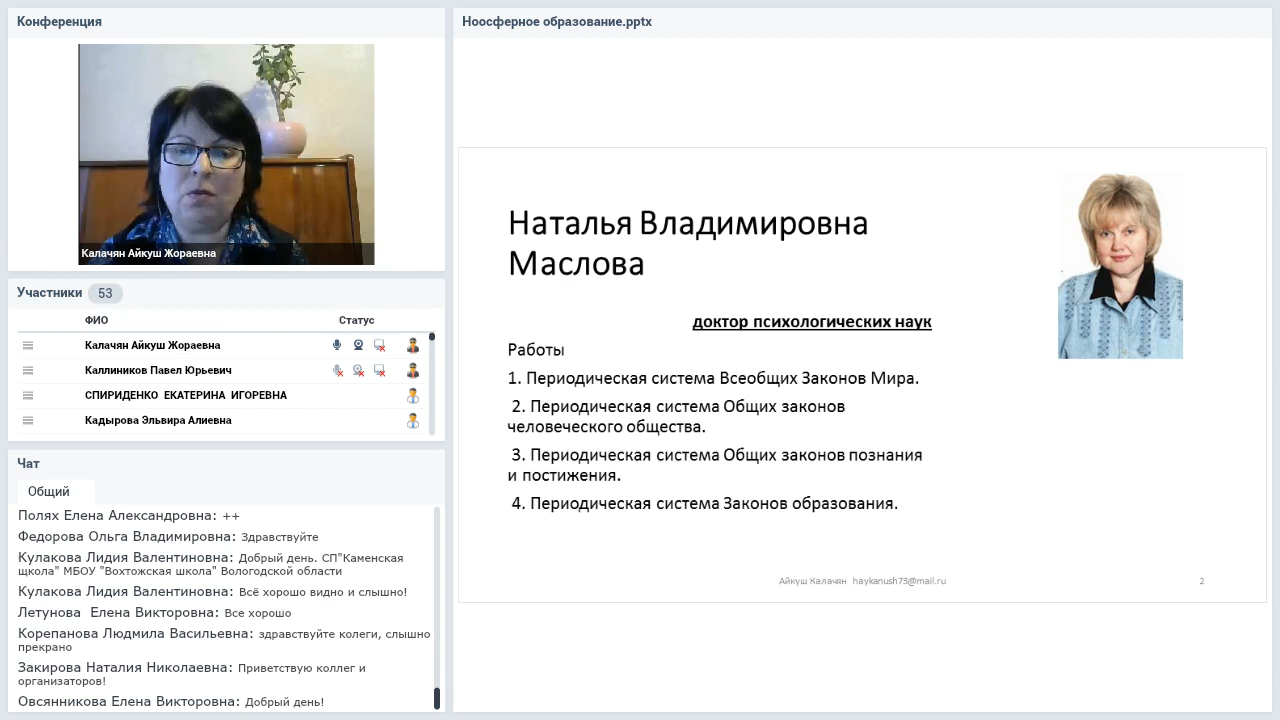 Конференция
Калачян Айкуш Жораевна
Участники 53
ФИО Статус
Калачян Айкуш Жораевна
Каллиников Павел Юрьевич
СПИРИДЕНКО ЕКАТЕРИНА ИГОРЕВНА
Кадырова Эльвира Алиевна
Чат
Общий
Полях Елена Александровна: ++
Федорова Ольга Владимировна: Здравствуйте
Кулакова Лидия Валентиновна: Добрый день. СП"Каменская
щкола" МБОУ "Вохтожская школа" Вологодской области
Кулакова Лидия Валентиновна: Всё хорошо видно и слышно!
Летунова Елена Викторовна: Все хорошо
Корепанова Людмила Васильевна: здравствуйте колеги, слышно
прекрано
Закирова Наталия Николаевна: Приветствую коллег и
организаторов!
Овсянникова Елена Викторовна: Добрый день!
Ноосферное образование.pptx
Наталья Владимировна
Маслова
доктор психологических наук
Работы
1. Периодическая система Всеобщих Законов Мира.
2. Периодическая система Общих законов
человеческого общества.
3. Периодическая система Общих законов познания
и постижения.
4. Периодическая система Законов образования.
Айкуш Калачян haykanush73@mail.ru 2